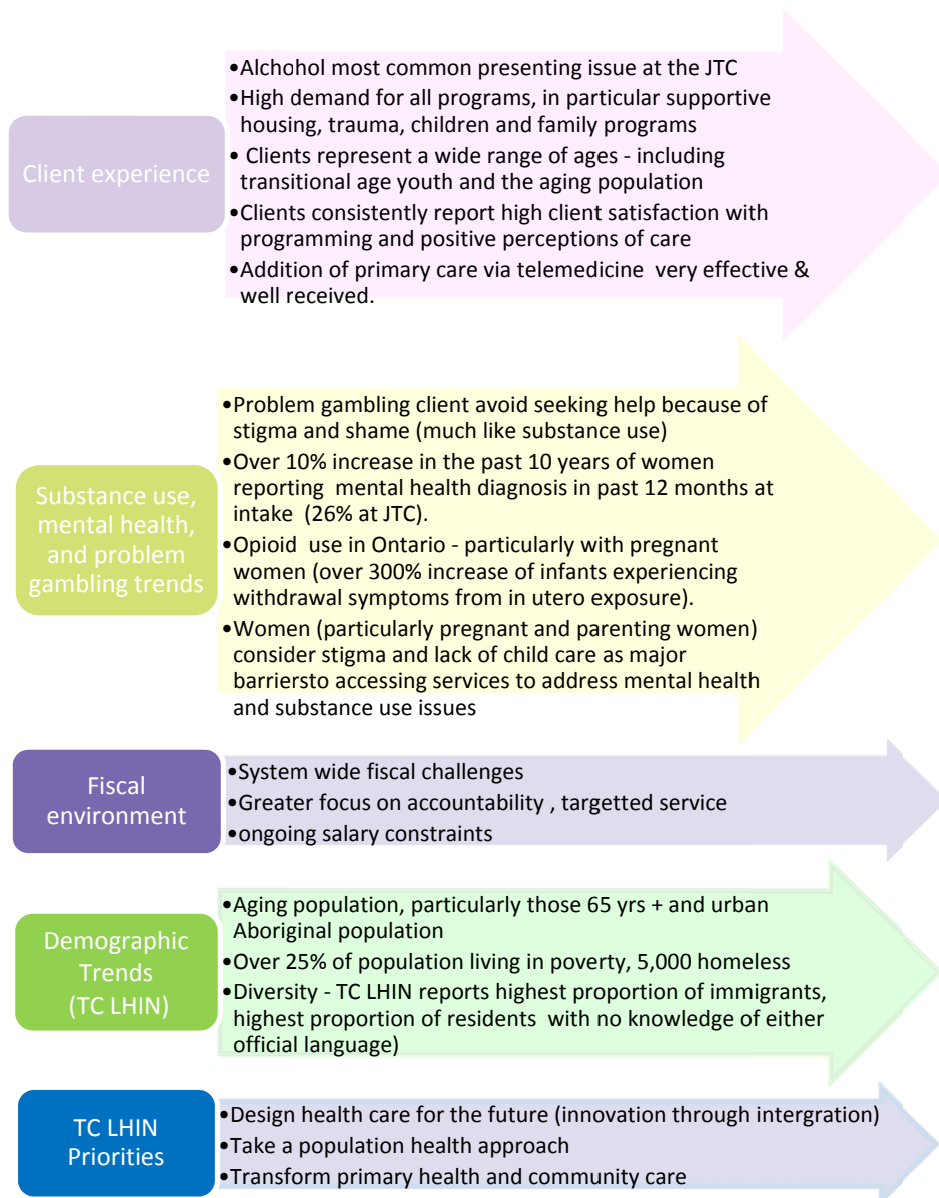 Client experience
•Alchohol most common presenting issue at the JTC
•High demand for all programs, in particular supportive
housing, trauma, children and family programs
• Clients represent a wide range of ages - including
transitional age youth and the aging population
•Clients consistently report high client satisfaction with
programming and positive perceptions of care
•Addition of primary care via telemedicine very effective &
well received.
Substance use,
mental health,
and problem
gambling trends
•Problem gambling client avoid seeking help because of
stigma and shame (much like substance use)
•Over 10% increase in the past 10 years of women
reporting mental health diagnosis in past 12 months at
intake (26% at JTC).
•Opioid use in Ontario - particularly with pregnant
women (over 300% increase of infants experiencing
withdrawal symptoms from in utero exposure).
•Women (particularly pregnant and parenting women)
consider stigma and lack of child care as major
barriersto accessing services to address mental health
and substance use issues
Fiscal
environment
•System wide fiscal challenges
•Greater focus on accountability , targetted service
•ongoing salary constraints
Demographic
Trends
(TC LHIN)
•Aging population, particularly those 65 yrs + and urban
Aboriginal population
•Over 25% of population living in poverty, 5,000 homeless
•Diversity - TC LHIN reports highest proportion of immigrants,
highest proportion of residents with no knowledge of either
official language)
TC LHIN
Priorities
•Design health care for the future (innovation through intergration)
•Take a population health approach
•Transform primary health and community care